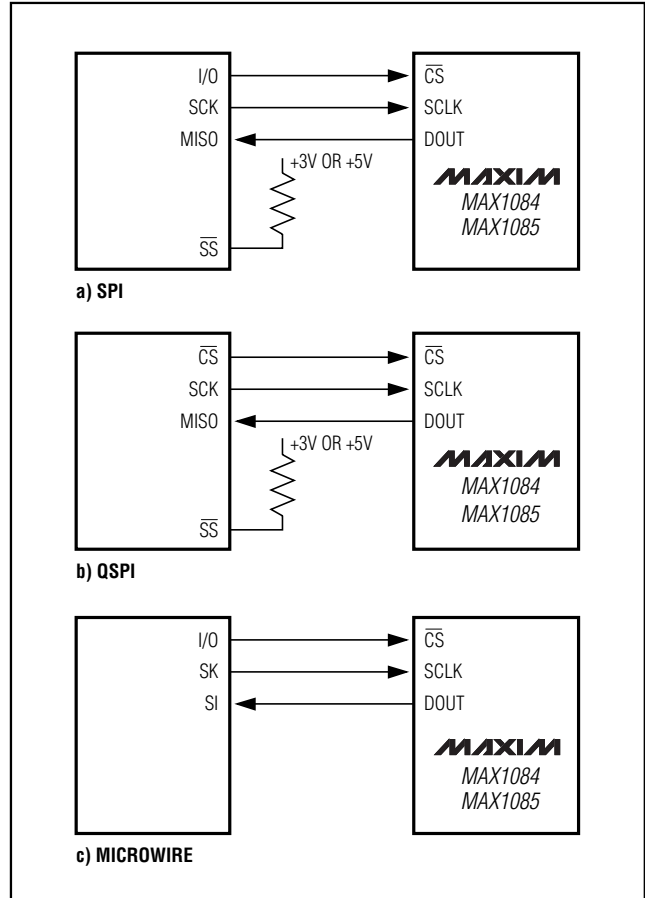 I/O
CS
SCK
SCLK
MISO
DOUT
+3V OR +5V
MAXIM
MAX1084
MAX1085
SS
a) SPI
CS
CS
SCK
SCLK
MISO
DOUT
+3V OR +5V
MAXIM
MAX1084
MAX1085
SS
b) QSPI
I/O
CS
SK
SCLK
SI
DOUT
MAXIM
MAX1084
MAX1085
c) MICROWIRE